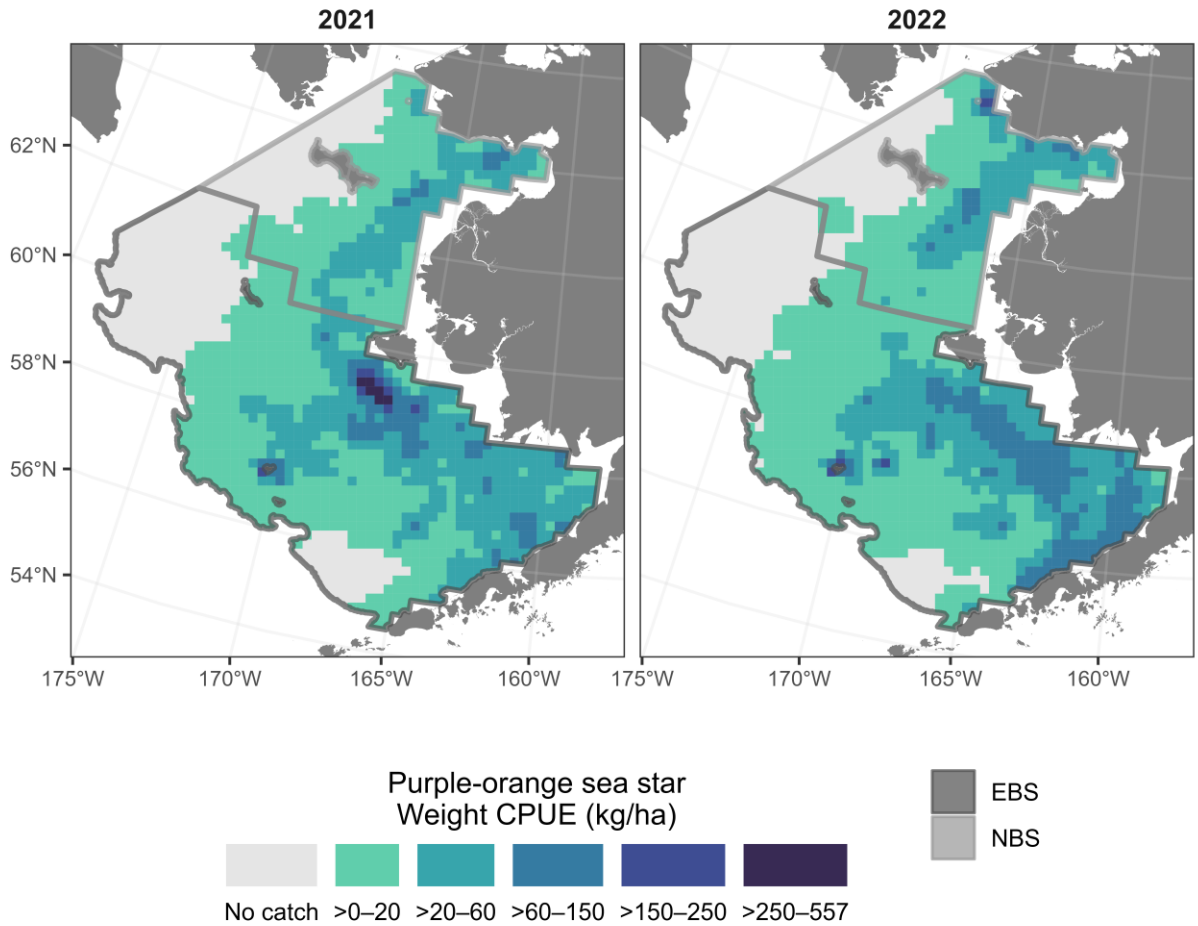 2021
2022
62°N
60°N
58°N
56°N
54°N
175°W
170°W
165°W
160°W
175°W
170°W
165°W
160°W
Purple-orange sea star
Weight CPUE (kg/ha)
No catch
>0–20
>20–60
>60–150
>150–250
>250–557
EBS
NBS